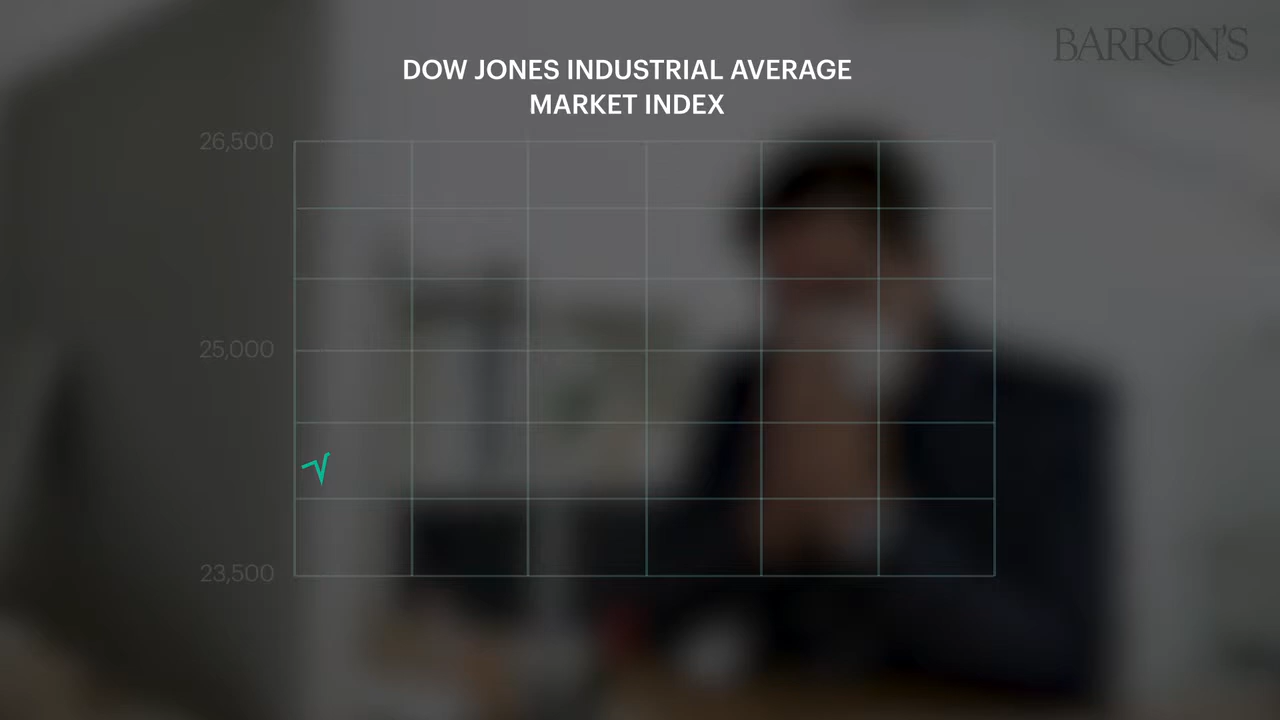 BARRON'S
DOW JONES INDUSTRIAL AVERAGE
MARKET INDEX
26,500
25,000
23,500